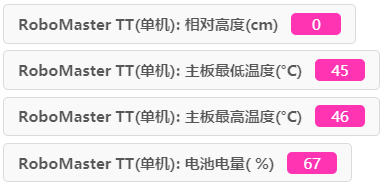 RoboMaster TT(单机): 相对高度(cm) 0
RoboMaster TT(单机): 主板最低温度(°C) 45
RoboMaster TT(单机): 主板最高温度(°C) 46
RoboMaster TT(单机): 电池电量( %) 67